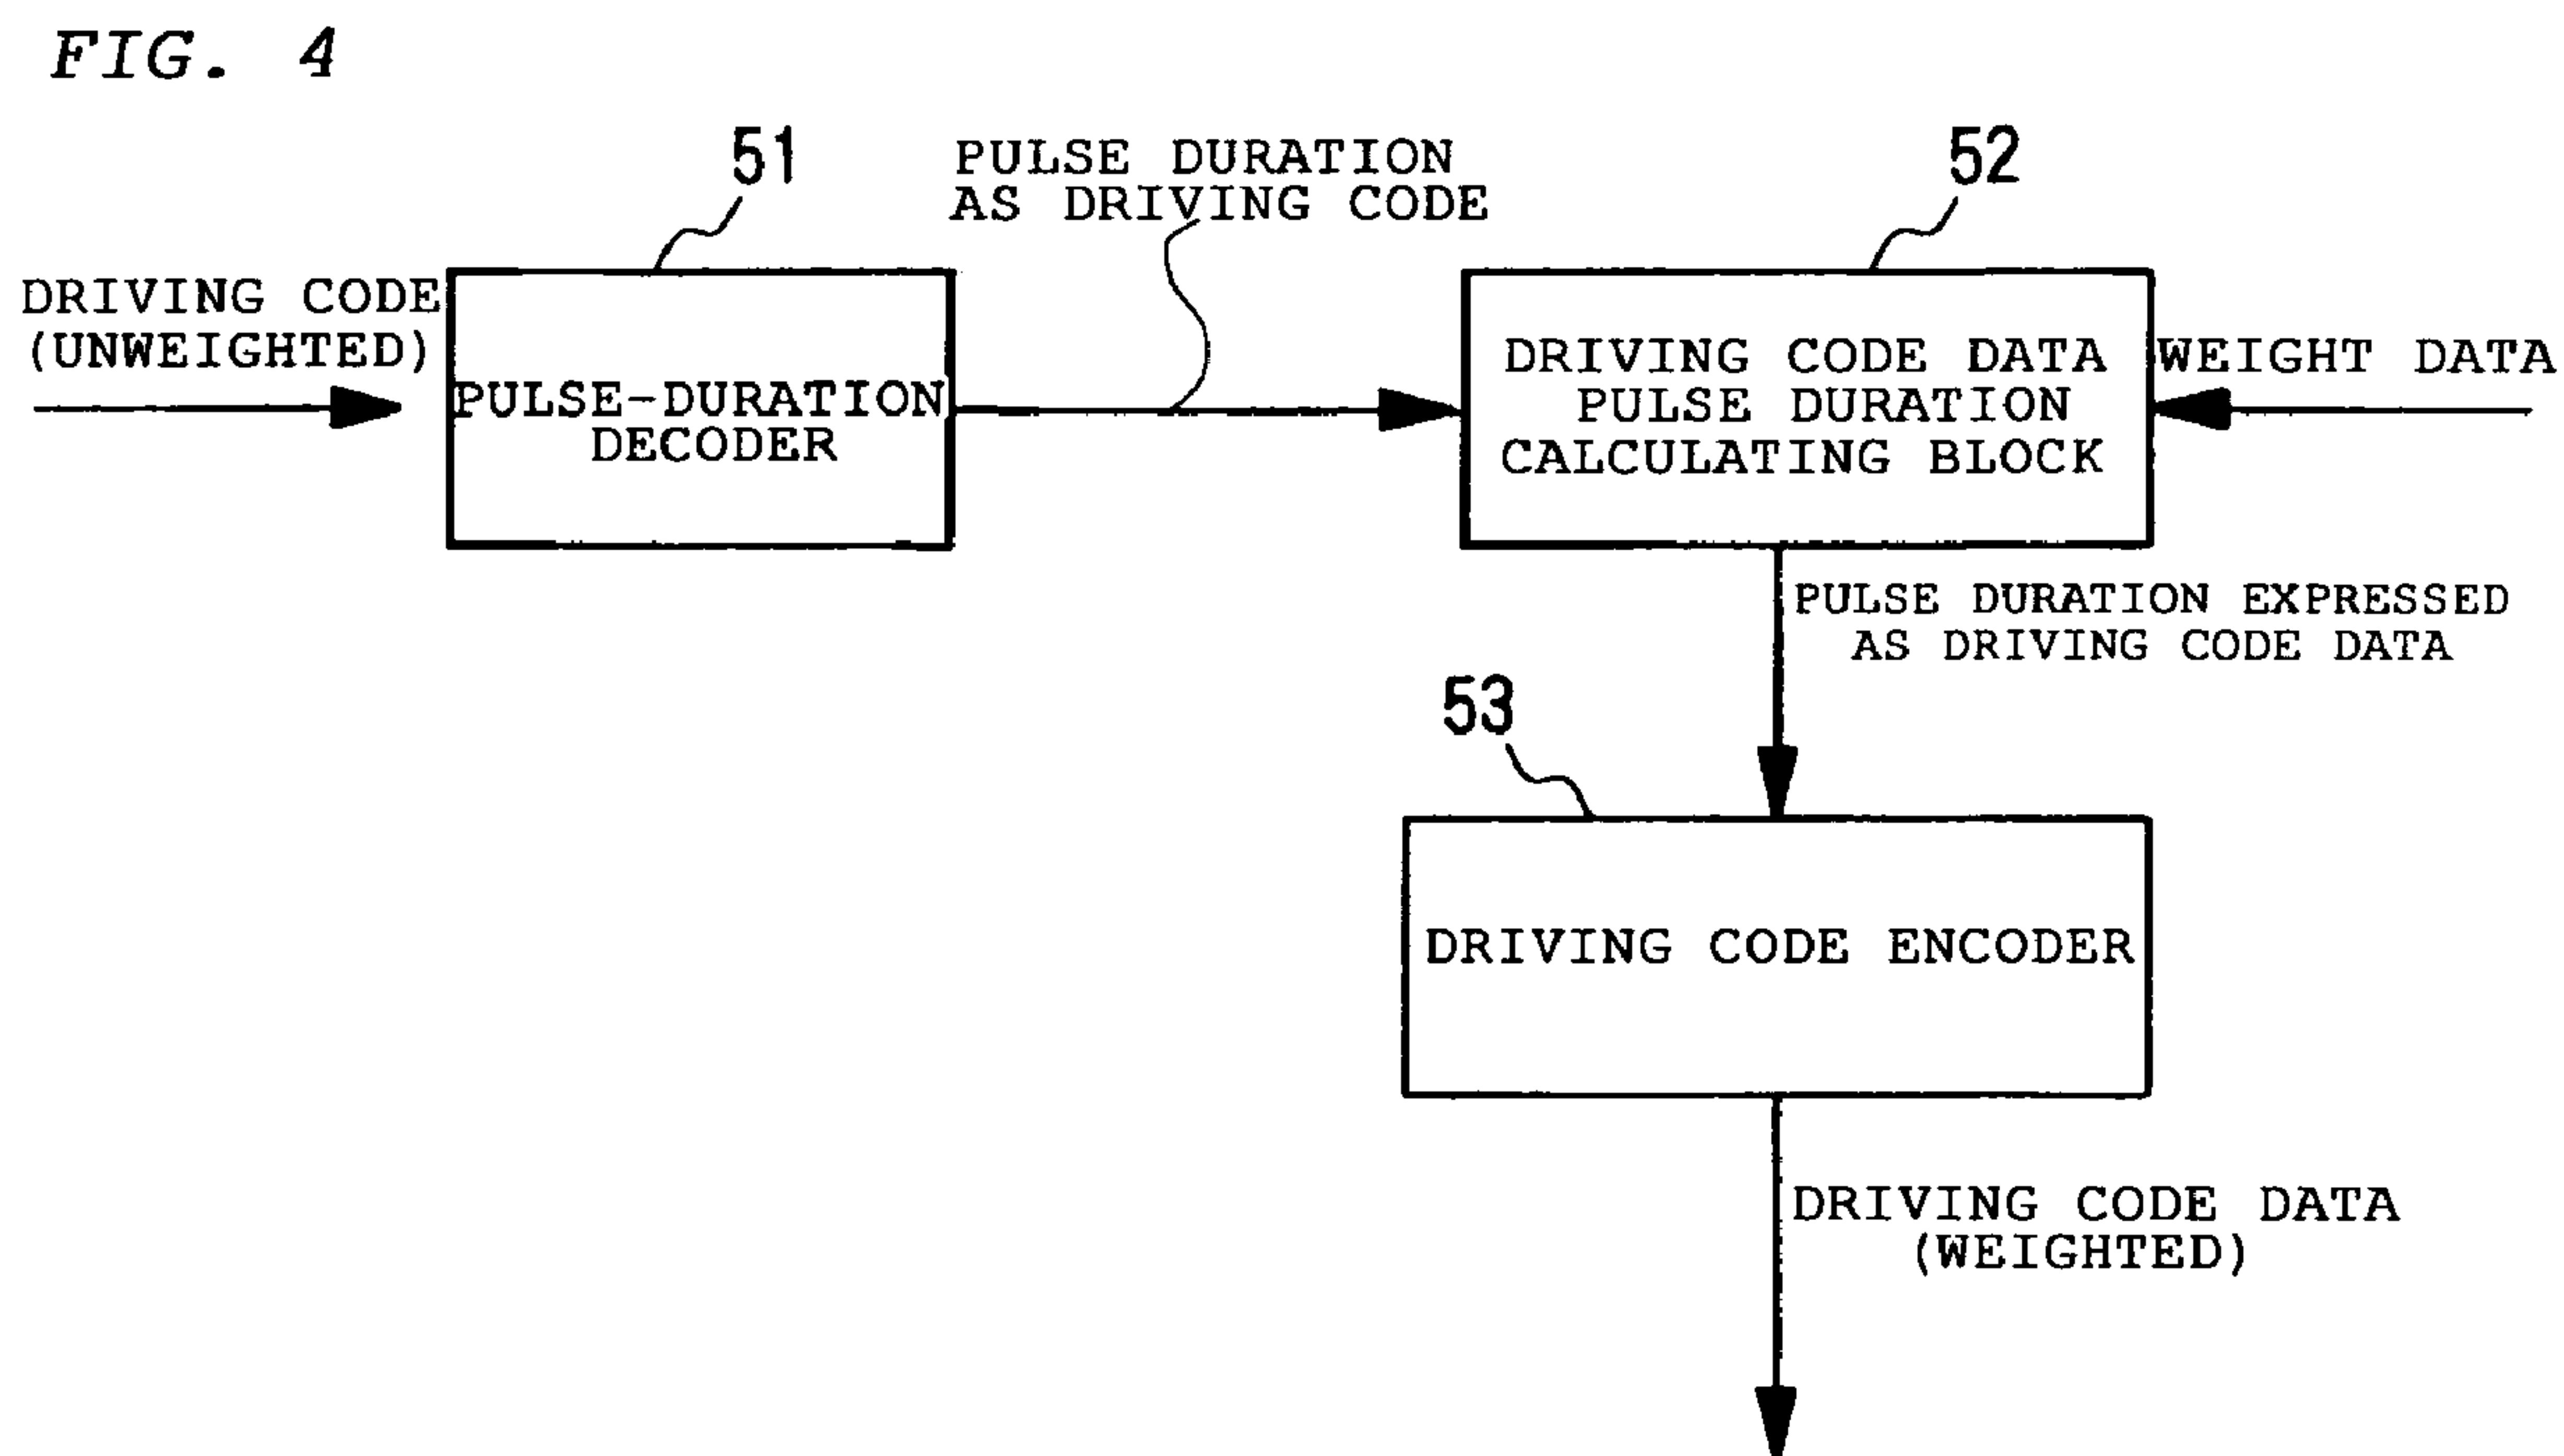 FIG. 4
51
PULSE DURATION
AS DRIVING CODE
52
DRIVING CODE
(UNWEIGHTED)
PULSE-DURATION
DECODER
DRIVING CODE DATA
PULSE DURATION
CALCULATING BLOCK
WEIGHT DATA
PULSE DURATION EXPRESSED
AS DRIVING CODE DATA
53
DRIVING CODE ENCODER
DRIVING CODE DATA
(WEIGHTED)